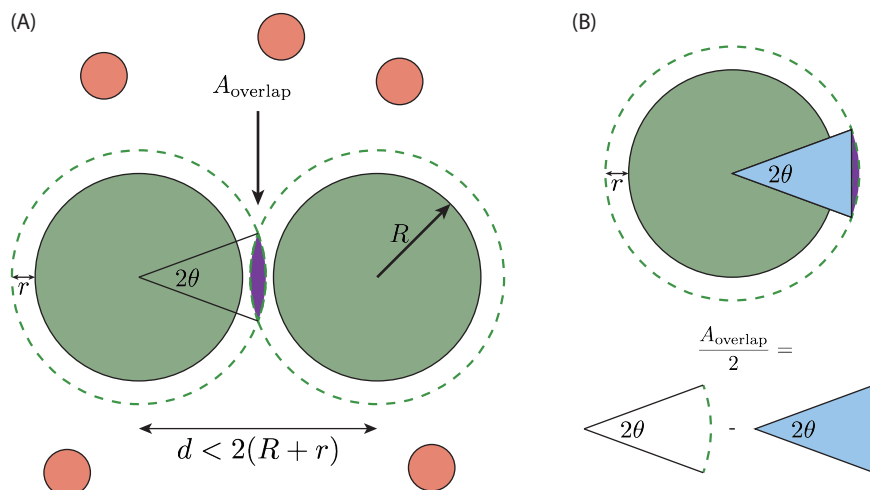 (A)
A_overlap
2θ
R
r
d < 2(R + r)
(B)
2θ
r
A_overlap
2
=
2θ
-
2θ